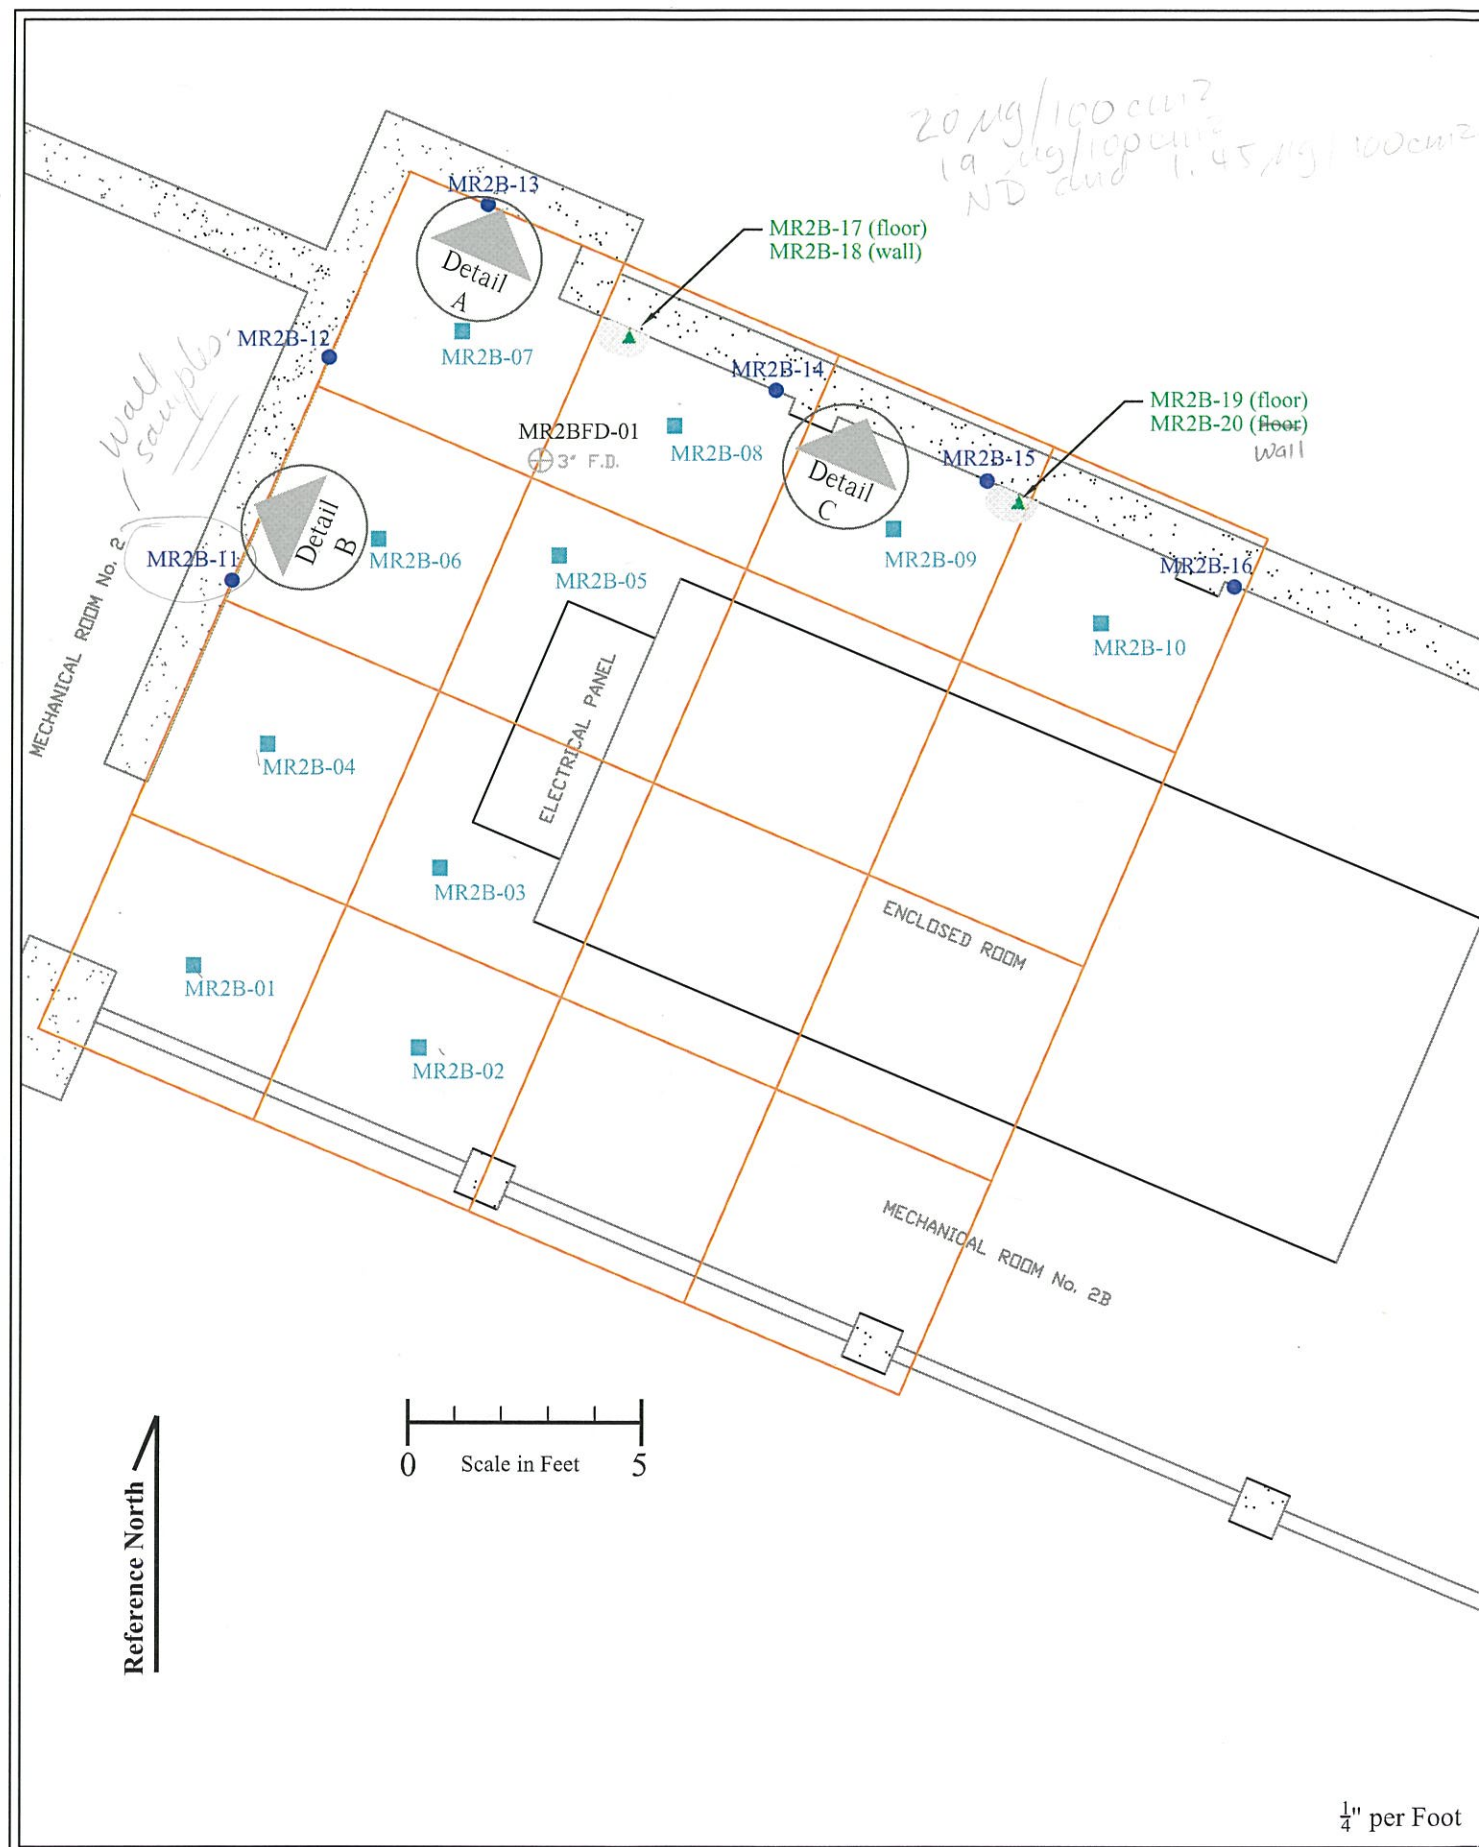 20 µg/100 cm²
19 µg/100 cm²
ND and 1.45 µg/100cm²
MR2B-13
Detail
A
MR2B-17 (floor)
MR2B-18 (wall)
MR2B-12
Wall
samples.
MR2B-07
MR2B-14
MR2B-19 (floor)
MR2B-20 (floor)
wall
MR2BFD-01
3" F.D.
MR2B-08
Detail
C
MR2B-15
MR2B-11
Detail
B
MR2B-06
MR2B-05
MR2B-09
MR2B-16
MECHANICAL ROOM No. 2
MR2B-10
ELECTRICAL PANEL
MR2B-04
MR2B-03
ENCLOSED ROOM
MR2B-01
MR2B-02
MECHANICAL ROOM No. 2B
0
Scale in Feet
5
Reference North
¼" per Foot